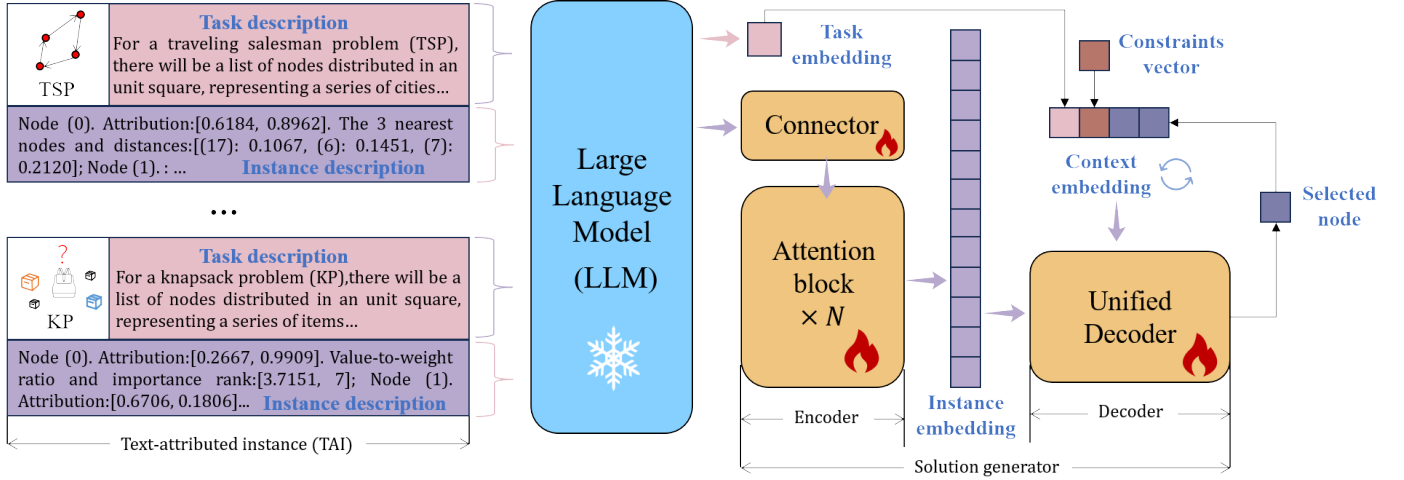 Task description
For a traveling salesman problem (TSP),
there will be a list of nodes distributed in an
unit square, representing a series of cities...
TSP
Node (0). Attribution:[0.6184, 0.8962]. The 3 nearest
nodes and distances:[(17): 0.1067, (6): 0.1451, (7):
0.2120]; Node (1). : ...
Instance description
...
Task description
For a knapsack problem (KP),there will be a
list of nodes distributed in an unit square,
representing a series of items...
?
KP
Node (0). Attribution:[0.2667, 0.9909]. Value-to-weight
ratio and importance rank:[3.7151, 7]; Node (1).
Attribution:[0.6706, 0.1806]...
Instance description
Text-attributed instance (TAI)
Large
Language
Model
(LLM)
Task
embedding
Connector
Attention
block
× N
Encoder
Instance
embedding
Constraints
vector
Context
embedding
Selected
node
Unified
Decoder
Decoder
Solution generator